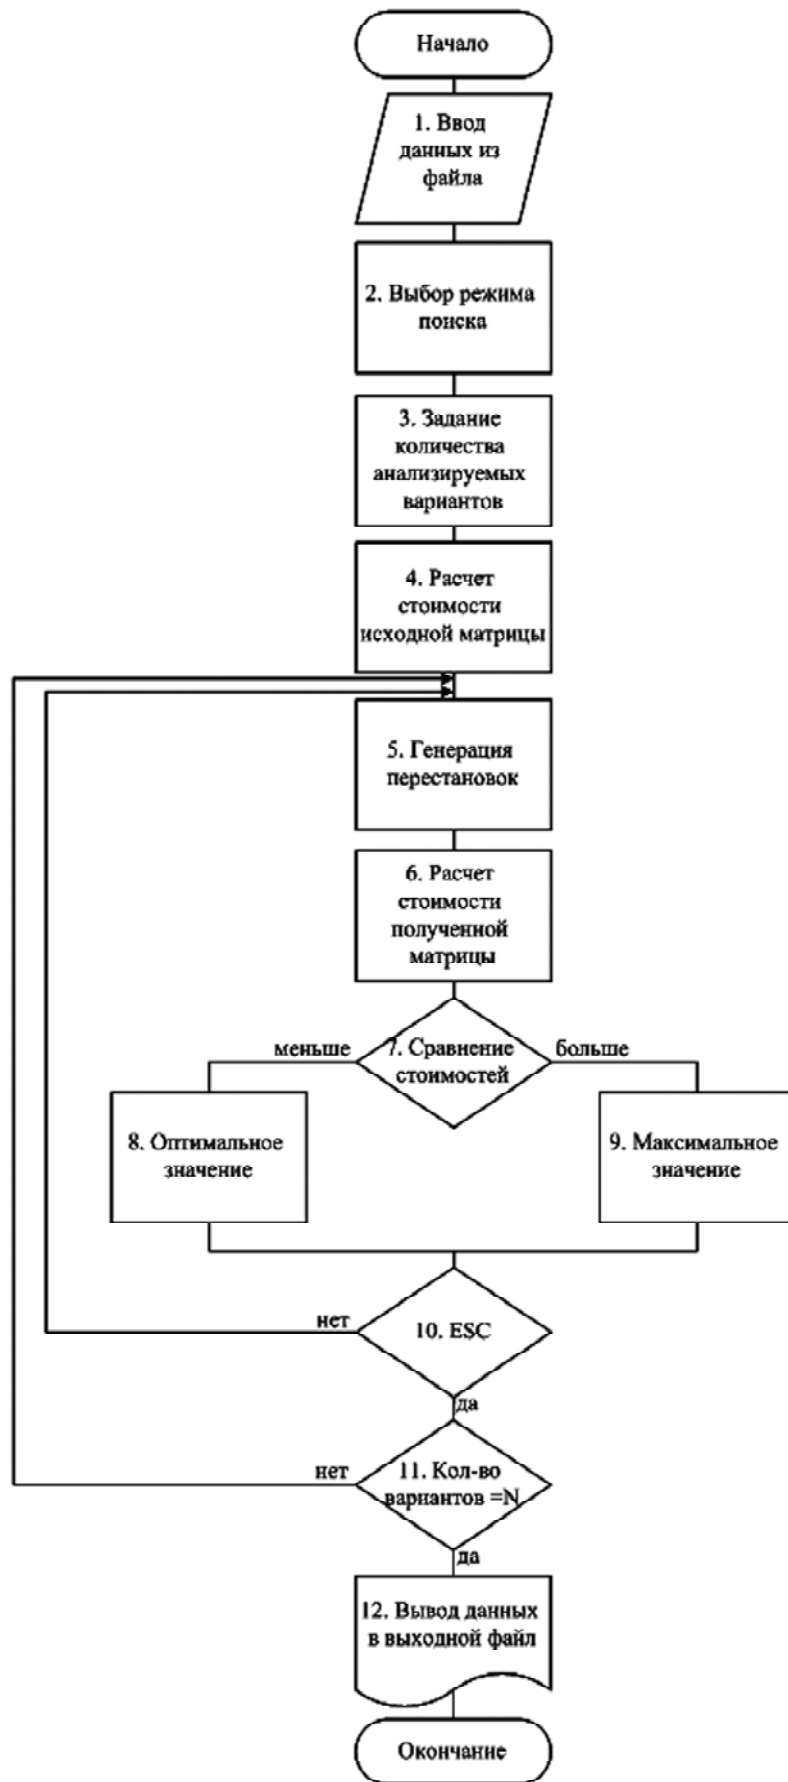 Начало
1. Ввод
данных из
файла
2. Выбор режима
поиска
3. Задание
количества
анализируемых
вариантов
4. Расчет
стоимости
исходной матрицы
5. Генерация
перестановок
6. Расчет
стоимости
полученной
матрицы
меньше
7. Сравнение
стоимостей
больше
8. Оптимальное
значение
9. Максимальное
значение
нет
10. ESC
да
нет
11. Кол-во
вариантов =N
да
12. Вывод данных
в выходной файл
Окончание